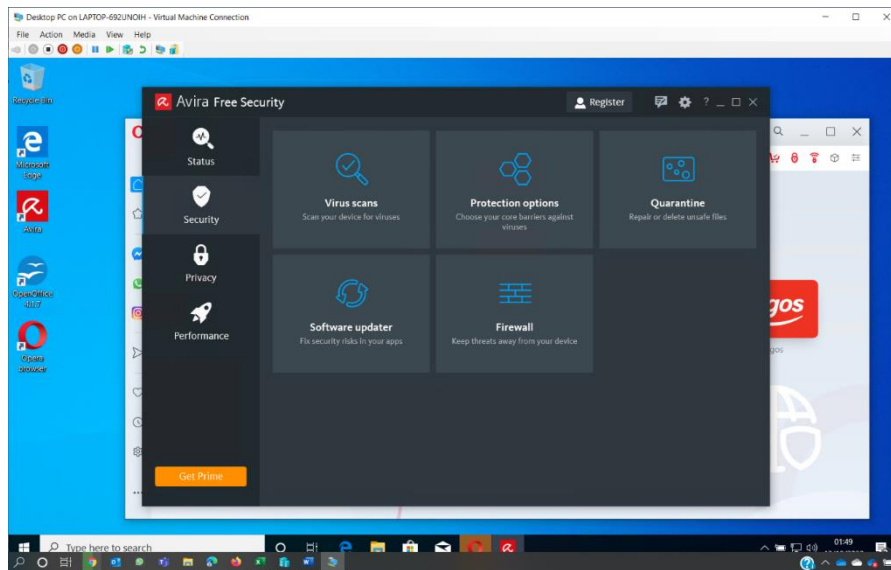 Desktop PC on LAPTOP-692UNOIH - Virtual Machine Connection
File Action Media View Help
Recycle Bin
Microsoft Edge
Avira
OpenOffice 4.1.7
Opera browser
Avira Free Security
Register
?
Status
Security
Privacy
Performance
Get Prime
Virus scans
Scan your device for viruses
Protection options
Choose your core barriers against
viruses
Quarantine
Repair or delete unsafe files
Software updater
Fix security risks in your apps
Firewall
Keep threats away from your device
gos
gos
Type here to search
01:49